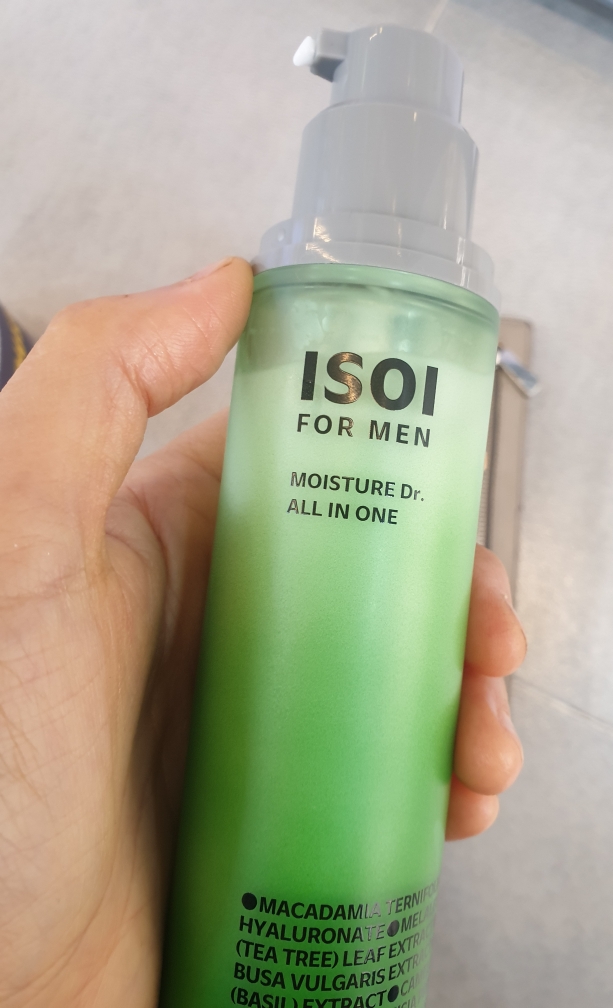 ISOI
FOR MEN
MOISTURE Dr.
ALL IN ONE
●MACADAMIA
HYALURONATE●
(TEA TREE) LEAF
BUSA VULGARIS
(BASIL) EXTRACT●